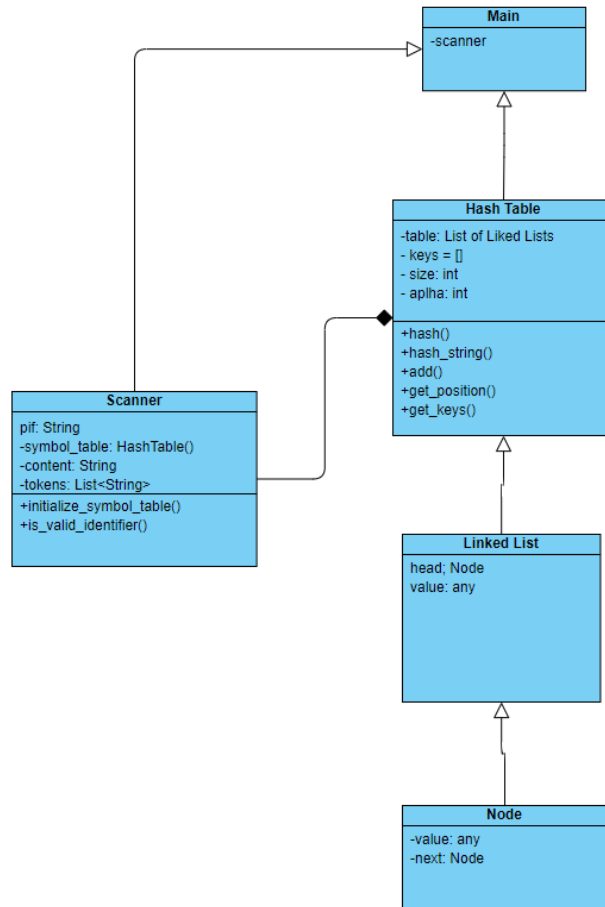 Main
-scanner
Hash Table
-table: List of Liked Lists
- keys = []
- size: int
- aplha: int
+hash()
+hash_string()
+add()
+get_position()
+get_keys()
Scanner
pif: String
-symbol_table: HashTable()
-content: String
-tokens: List<String>
+initialize_symbol_table()
+is_valid_identifier()
Linked List
head; Node
value: any
Node
-value: any
-next: Node